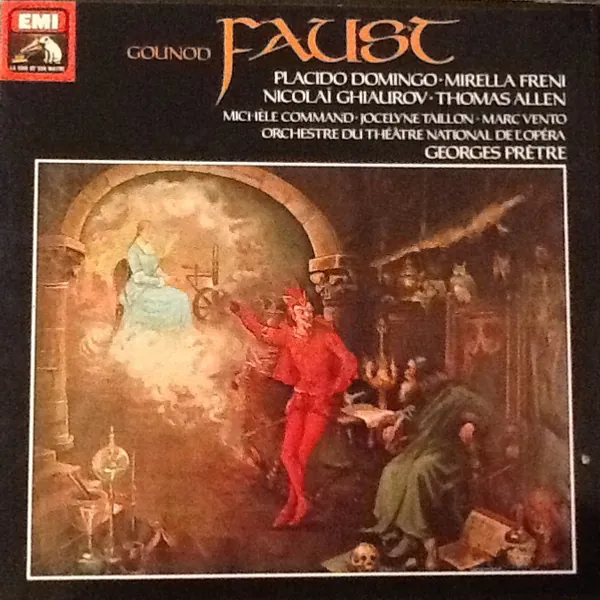 EMI
LA VOIX DE SON MAITRE
GOUNOD FAUST
PLACIDO DOMINGO · MIRELLA FRENI
NICOLAÏ GHIAUROV · THOMAS ALLEN
MICHÈLE COMMAND · JOCELYNE TAILLON · MARC VENTO
ORCHESTRE DU THÉÂTRE NATIONAL DE L'OPÉRA
GEORGES PRÊTRE